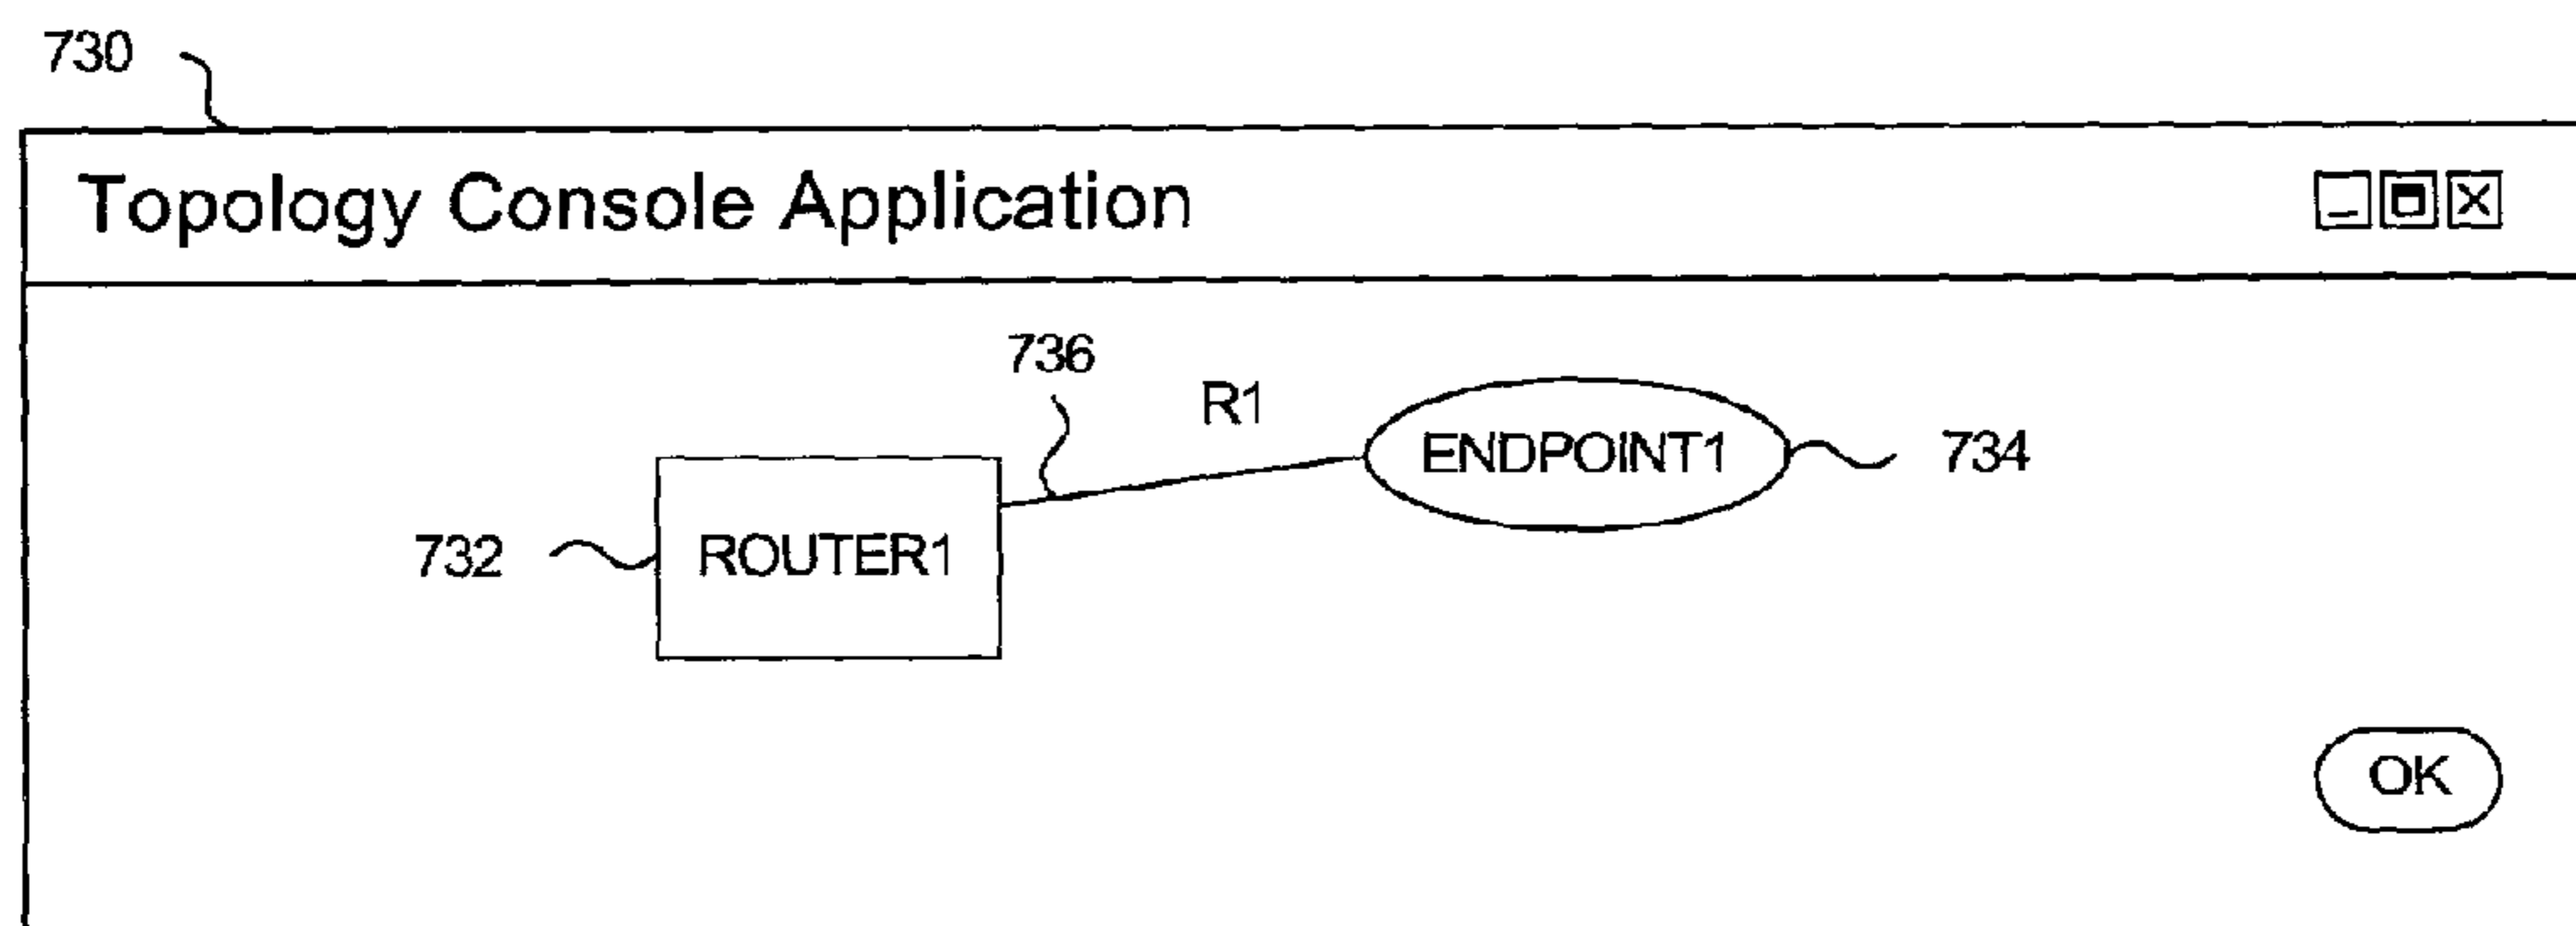 730
Topology Console Application
736
R1
ENDPOINT1
734
732
ROUTER1
OK